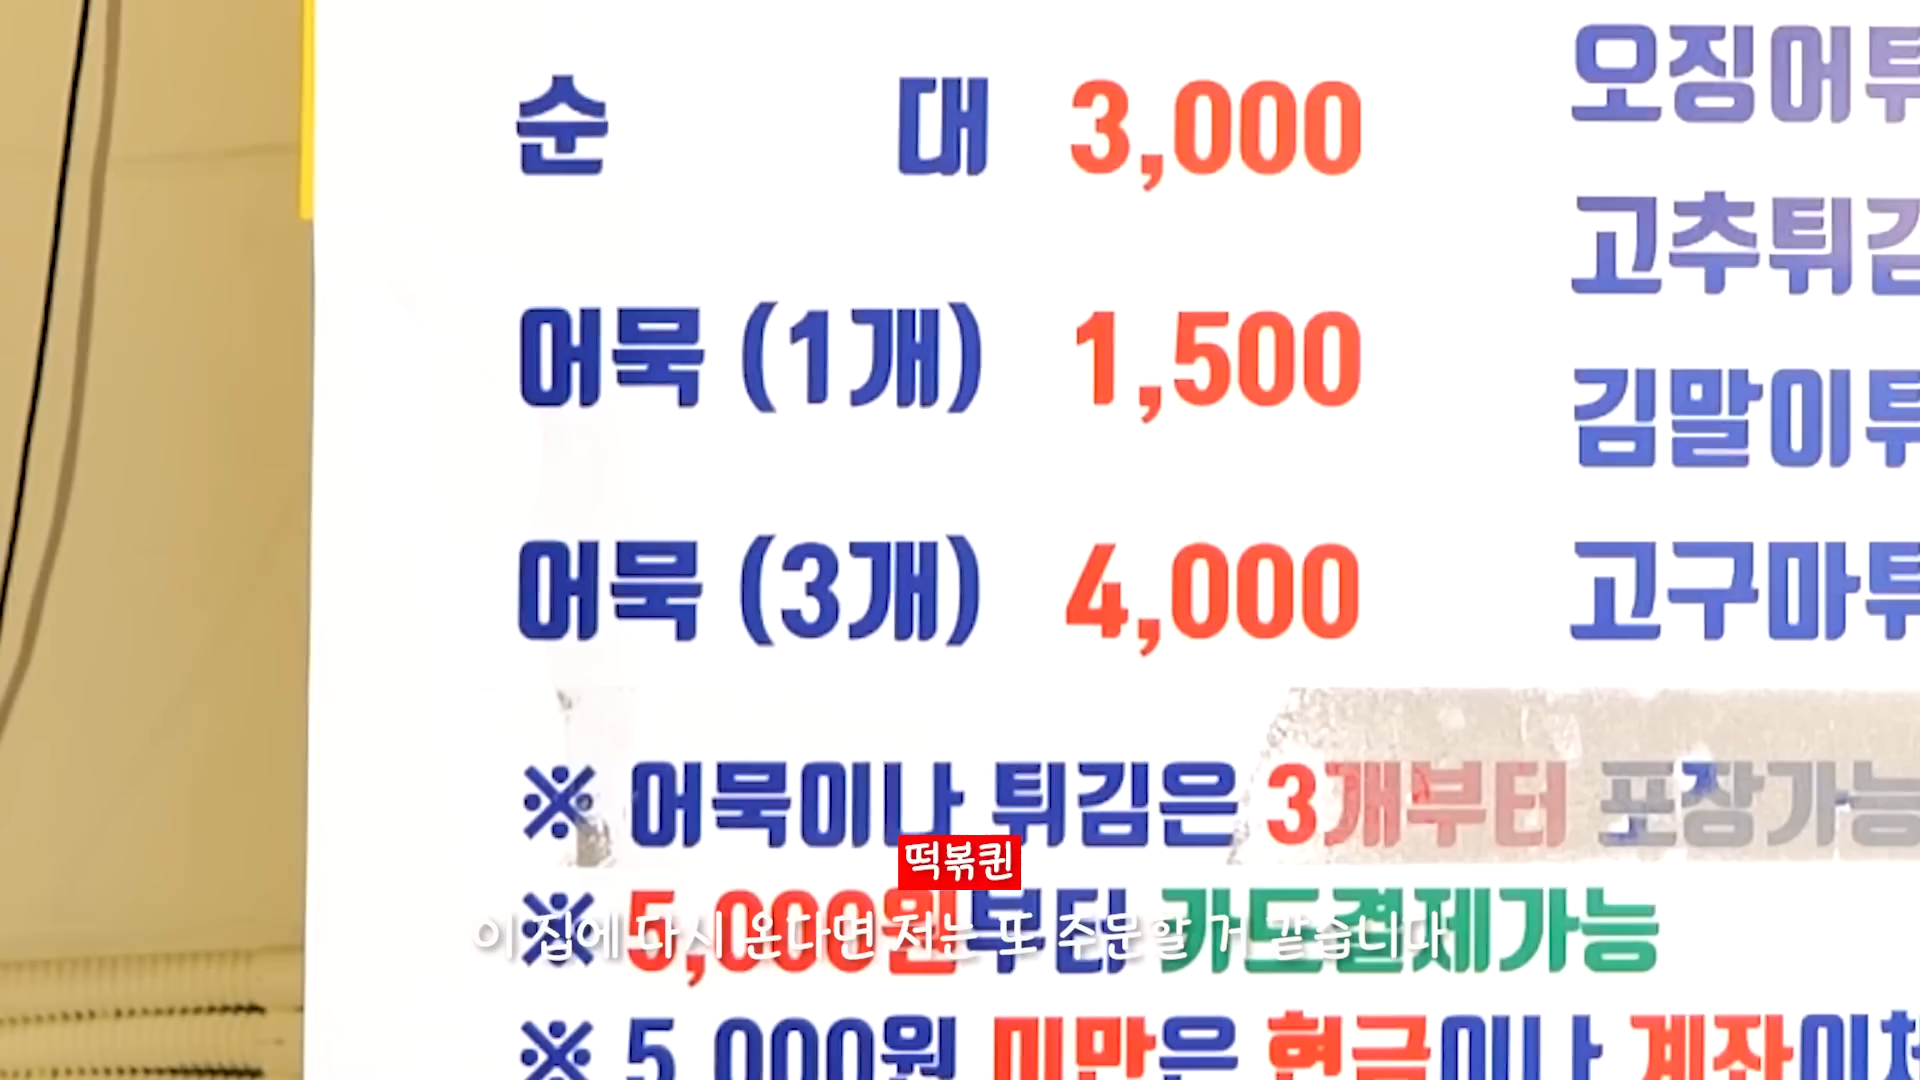 순 대 3,000
어묵 (1개) 1,500
어묵 (3개) 4,000
오징어튀
고추튀김
김말이튀
고구마튀
※ 어묵이나 튀김은 3개부터 포장가능
떡볶퀸
※ 5,000원부터 카드결제가능
이 집에 다시 온다면 저는 또 주문할 거 같습니다
※ 5,000원 미만은 현금이나 계좌이체